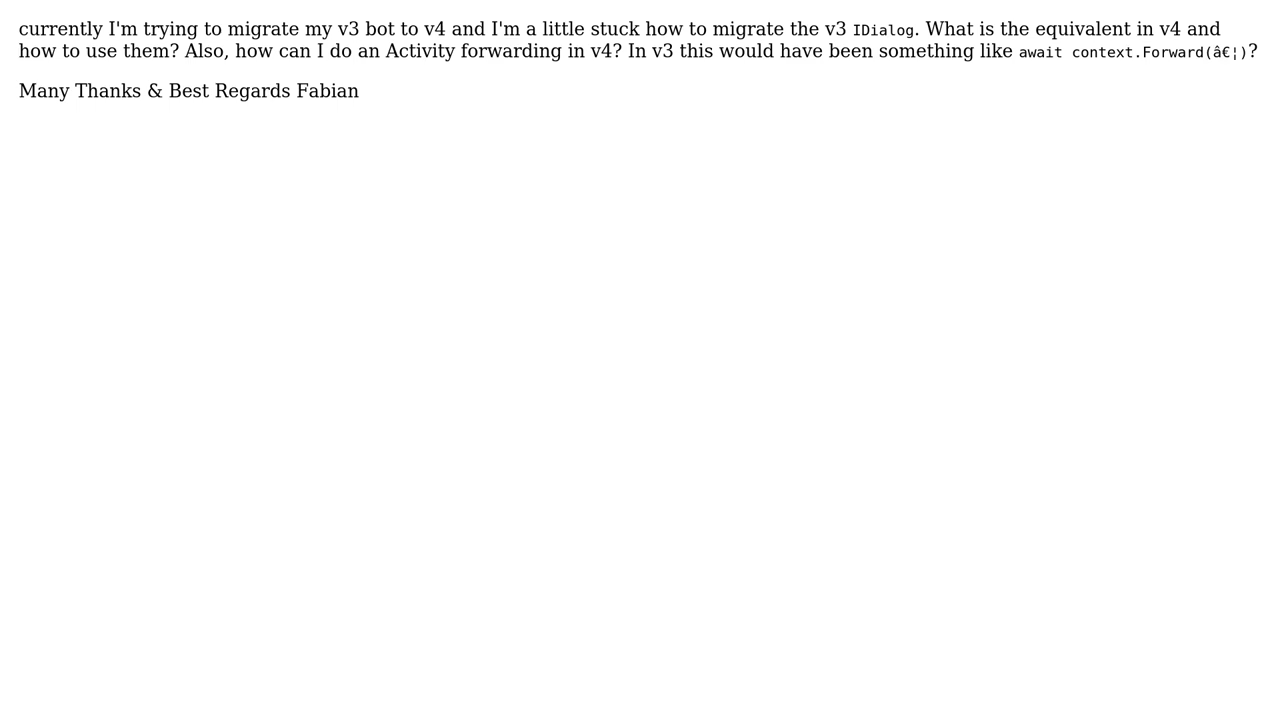 currently I'm trying to migrate my v3 bot to v4 and I'm a little stuck how to migrate the v3 IDialog. What is the equivalent in v4 and
how to use them? Also, how can I do an Activity forwarding in v4? In v3 this would have been something like await context.Forward(â€¦)?
Many Thanks & Best Regards Fabian